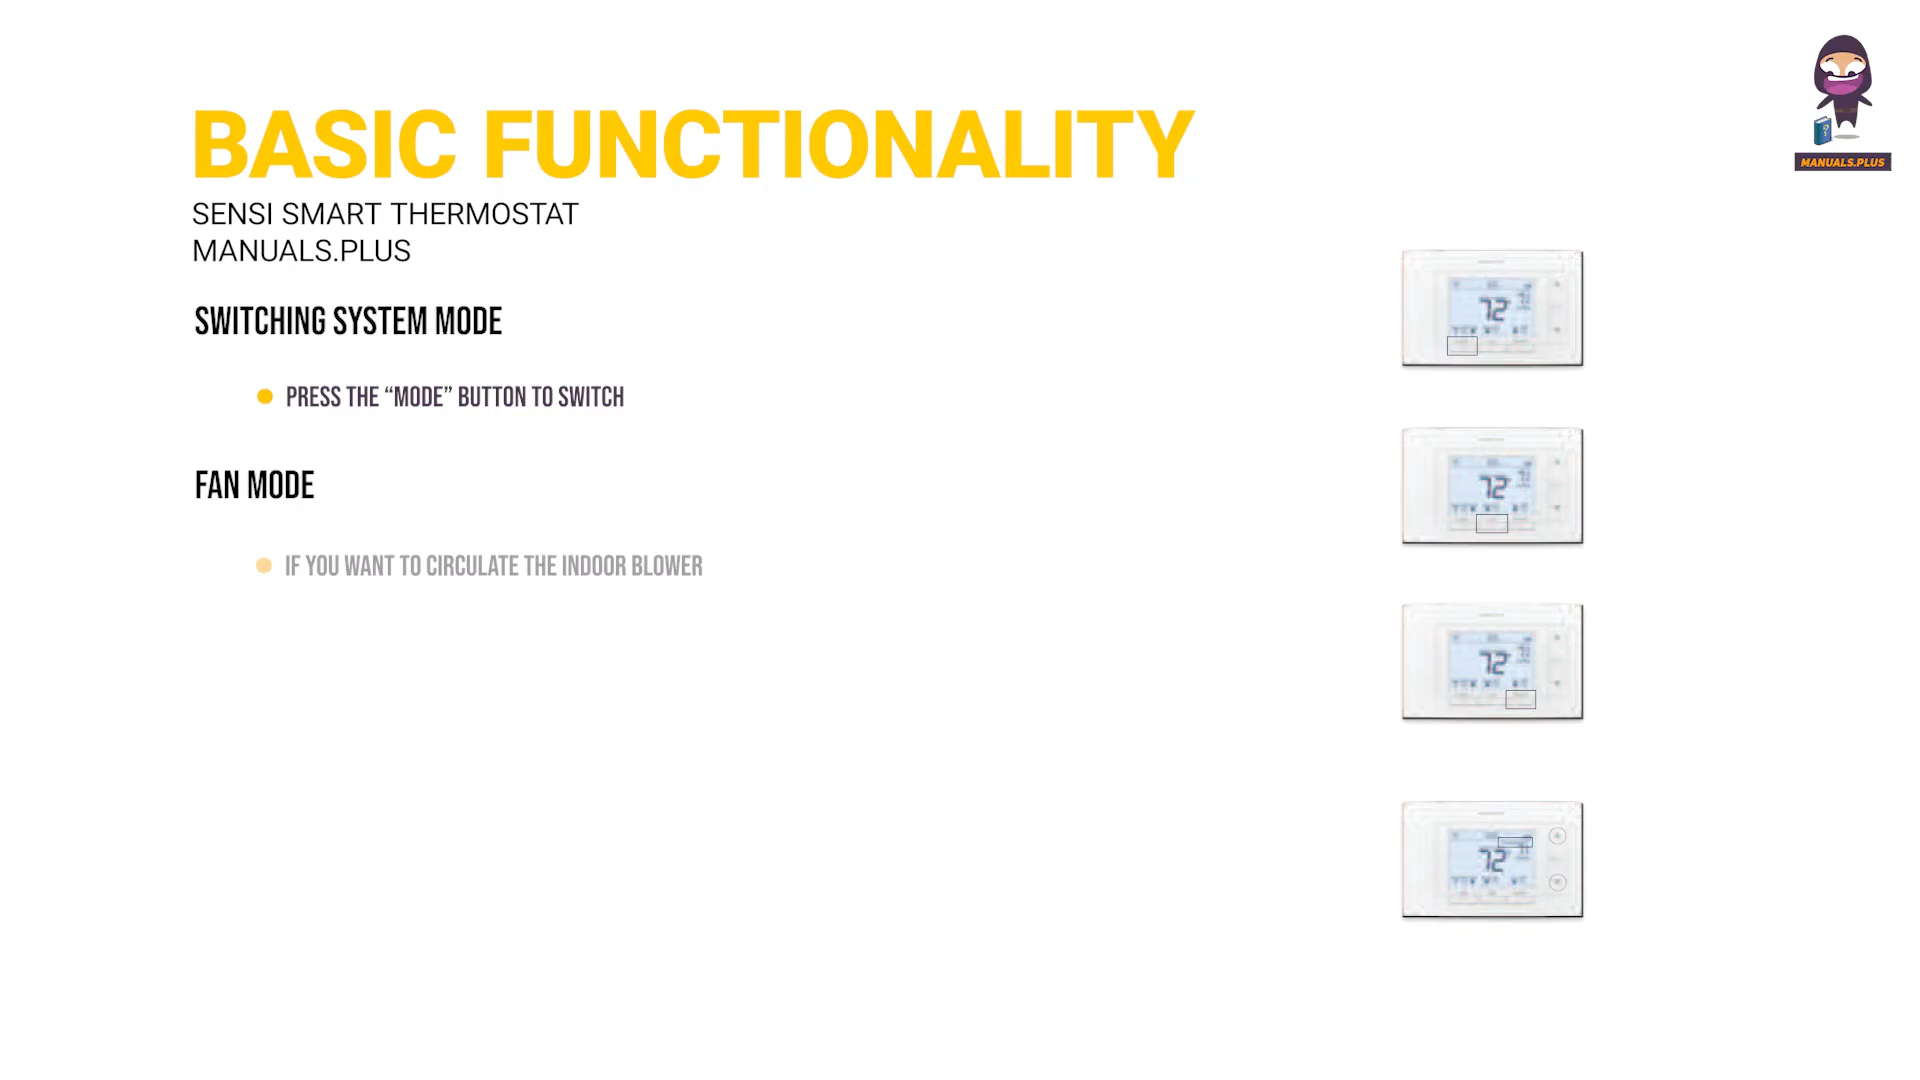 BASIC FUNCTIONALITY
SENSI SMART THERMOSTAT
MANUALS.PLUS
SWITCHING SYSTEM MODE
PRESS THE “MODE” BUTTON TO SWITCH
FAN MODE
IF YOU WANT TO CIRCULATE THE INDOOR BLOWER
MANUALS.PLUS
72
72
72
72